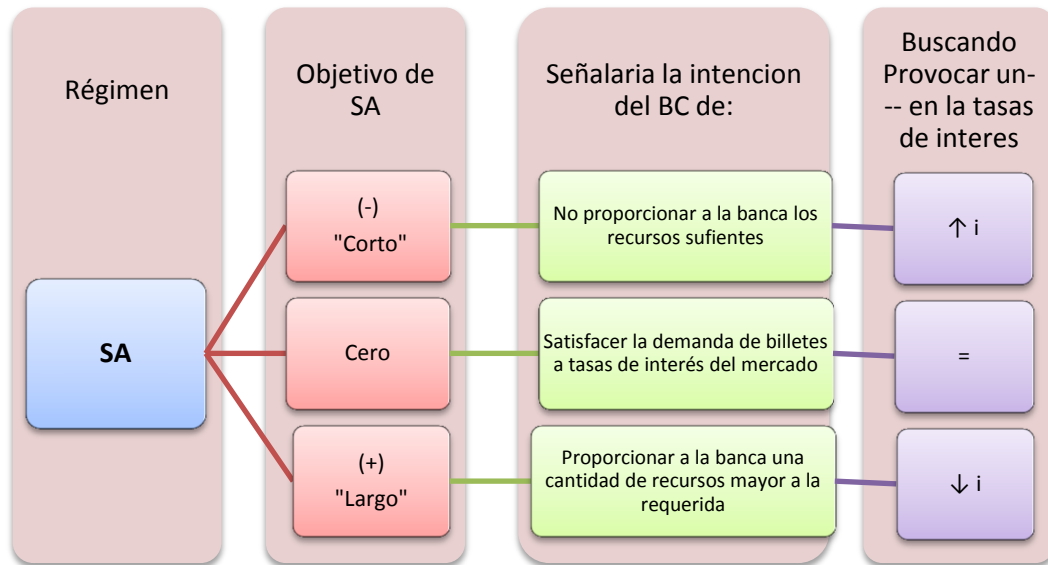 Régimen
Objetivo de
SA
Señalaria la intencion
del BC de:
Buscando
Provocar un-
-- en la tasas
de interes
SA
(-)
"Corto"
No proporcionar a la banca los
recursos sufientes
↑ i
Cero
Satisfacer la demanda de billetes
a tasas de interés del mercado
=
(+)
"Largo"
Proporcionar a la banca una
cantidad de recursos mayor a la
requerida
↓ i